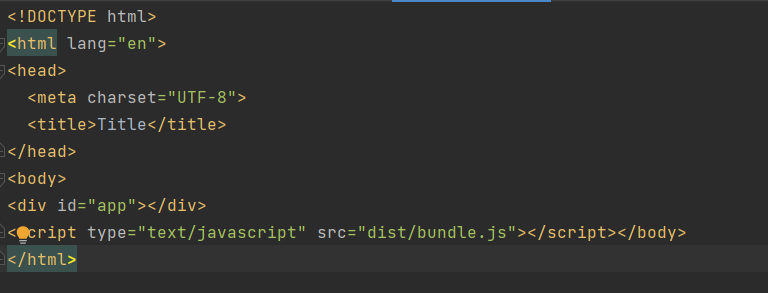 <!DOCTYPE html>
<html lang="en">
<head>
  <meta charset="UTF-8">
  <title>Title</title>
</head>
<body>
<div id="app"></div>
<script type="text/javascript" src="dist/bundle.js"></script></body>
</html>